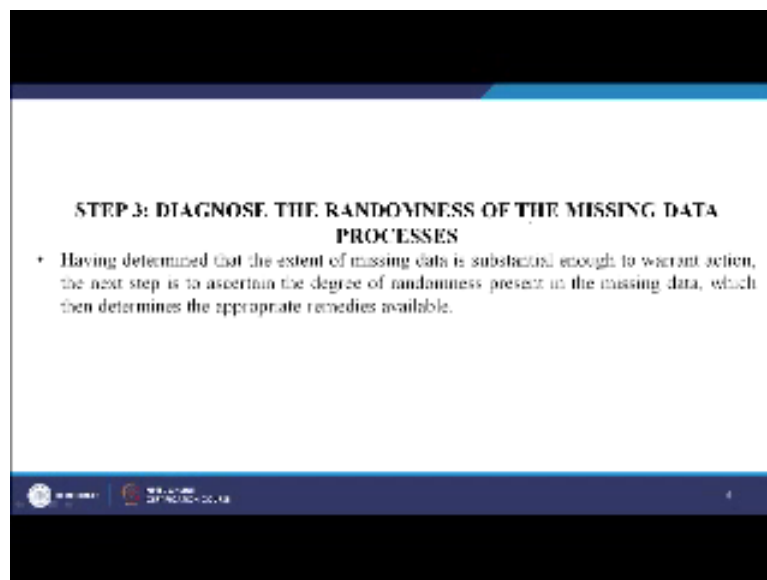 STEP 3: DIAGNOSE THE RANDOMNESS OF THE MISSING DATA
PROCESSES
• Having determined that the extent of missing data is substantial enough to warrant action,
the next step is to ascertain the degree of randomness present in the missing data, which
then determines the appropriate remedies available.
CERTIFICATION COURSE